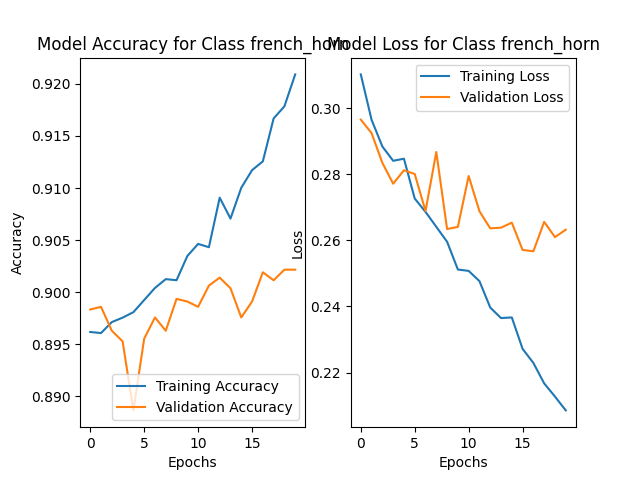 Model Accuracy for Class french_horn
0.920
0.915
0.910
0.905
0.900
0.895
0.890
Accuracy
Training Accuracy
Validation Accuracy
0
5
10
15
Epochs
Model Loss for Class french_horn
0.30
0.28
0.26
0.24
0.22
Loss
Training Loss
Validation Loss
0
5
10
15
Epochs